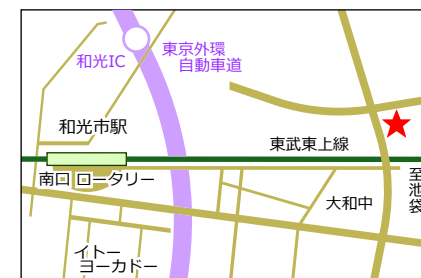 和光IC
東京外環
自動車道
和光市駅
東武東上線
南口 ロータリー
至池袋
大和中
イトー
ヨーカドー